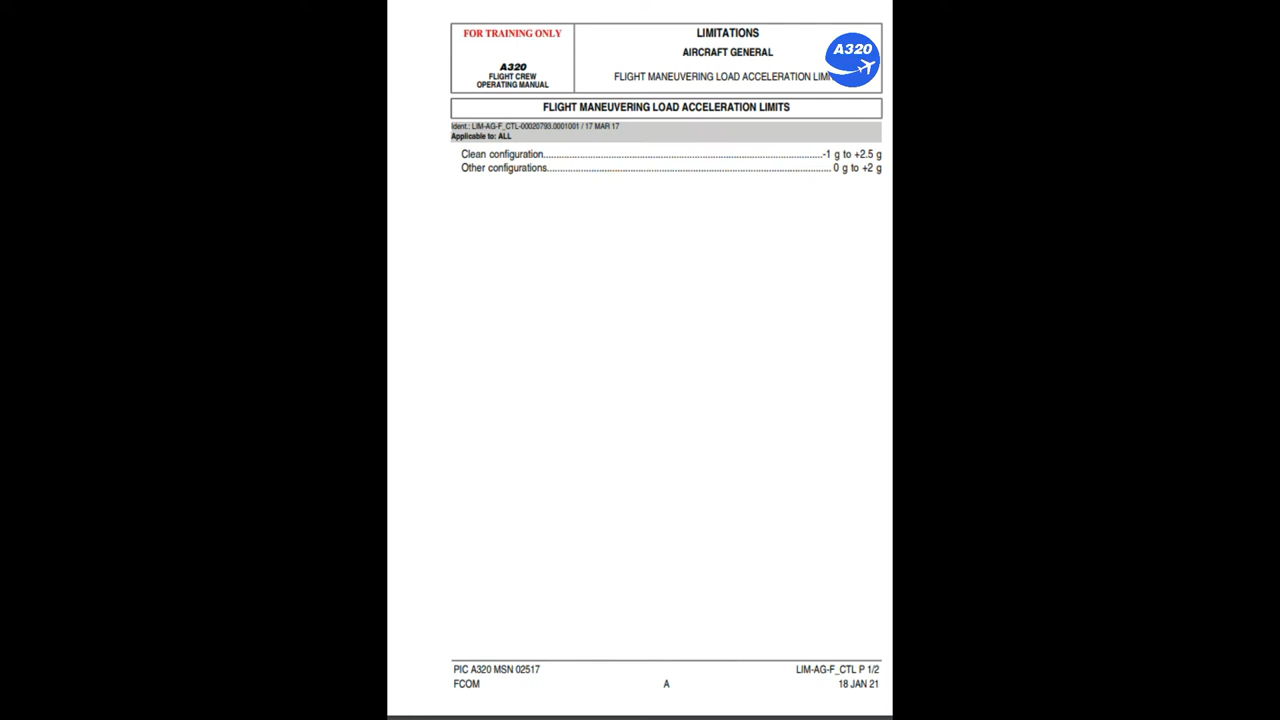 FOR TRAINING ONLY
A320
FLIGHT CREW
OPERATING MANUAL
LIMITATIONS
AIRCRAFT GENERAL
FLIGHT MANEUVERING LOAD ACCELERATION LIM
A320
FLIGHT MANEUVERING LOAD ACCELERATION LIMITS
Ident.: LIM-AG-F_CTL-00020793.0001001 / 17 MAR 17
Applicable to: ALL
Clean configuration....................................................................................................-1 g to +2.5 g
Other configurations.................................................................................................... 0 g to +2 g
PIC A320 MSN 02517
LIM-AG-F_CTL P 1/2
FCOM
A
18 JAN 21